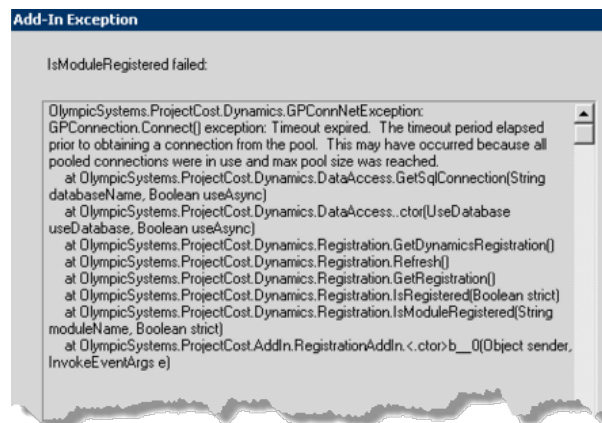 Add-In Exception
IsModuleRegistered failed:
OlympicSystems.ProjectCost.Dynamics.GPConnNetException:
GPConnection.Connect() exception: Timeout expired.  The timeout period elapsed
prior to obtaining a connection from the pool.  This may have occurred because all
pooled connections were in use and max pool size was reached.
at OlympicSystems.ProjectCost.Dynamics.DataAccess.GetSqlConnection(String
databaseName, Boolean useAsync)
at OlympicSystems.ProjectCost.Dynamics.DataAccess..ctor(UseDatabase
useDatabase, Boolean useAsync)
at OlympicSystems.ProjectCost.Dynamics.Registration.GetDynamicsRegistration()
at OlympicSystems.ProjectCost.Dynamics.Registration.Refresh()
at OlympicSystems.ProjectCost.Dynamics.Registration.GetRegistration()
at OlympicSystems.ProjectCost.Dynamics.Registration.IsRegistered(Boolean strict)
at OlympicSystems.ProjectCost.Dynamics.Registration.IsModuleRegistered(String
moduleName, Boolean strict)
at OlympicSystems.ProjectCost.AddIn.RegistrationAddIn.<.ctor>b__0(Object sender,
InvokeEventArgs e)